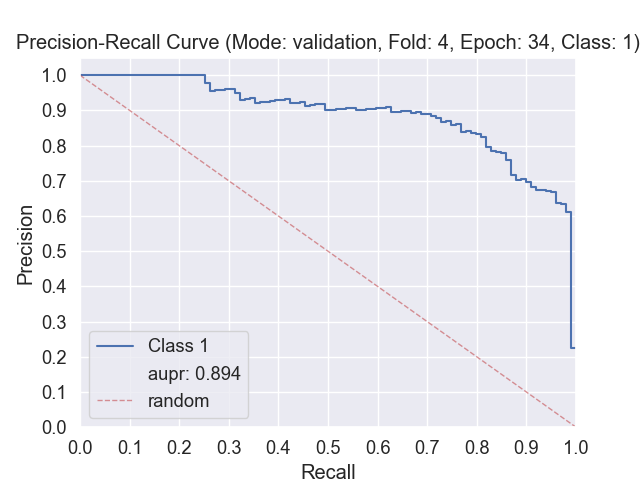 Precision-Recall Curve (Mode: validation, Fold: 4, Epoch: 34, Class: 1)
1.0
0.9
0.8
0.7
0.6
0.5
0.4
0.3
0.2
0.1
0.0
Precision
Class 1
aupr: 0.894
random
0.0 0.1 0.2 0.3 0.4 0.5 0.6 0.7 0.8 0.9 1.0
Recall